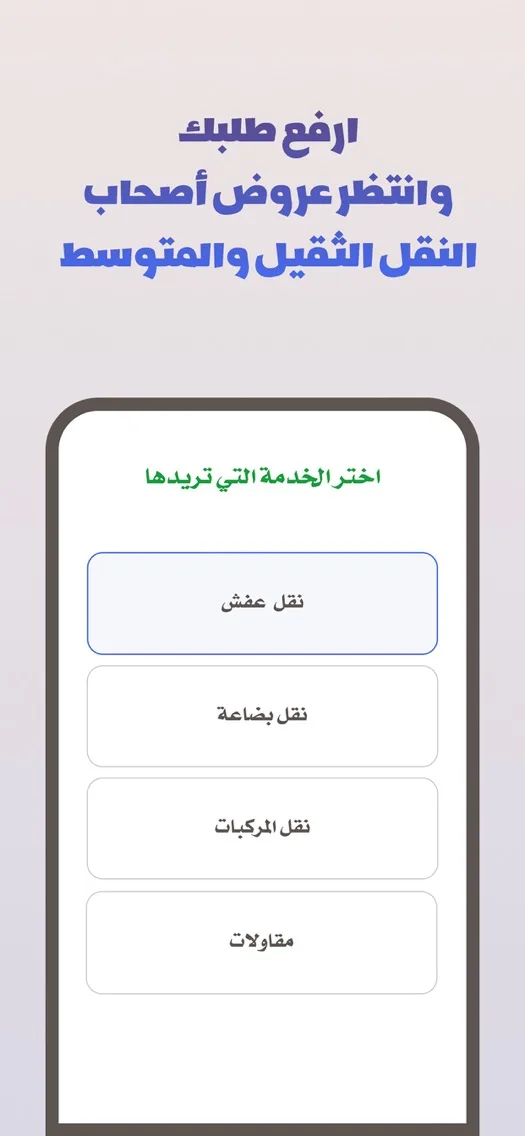 ارفع طلبك
وانتظر عروض أصحاب
النقل الثقيل والمتوسط
اختر الخدمة التي تريدها
نقل عفش
نقل بضاعة
نقل المركبات
مقاولات